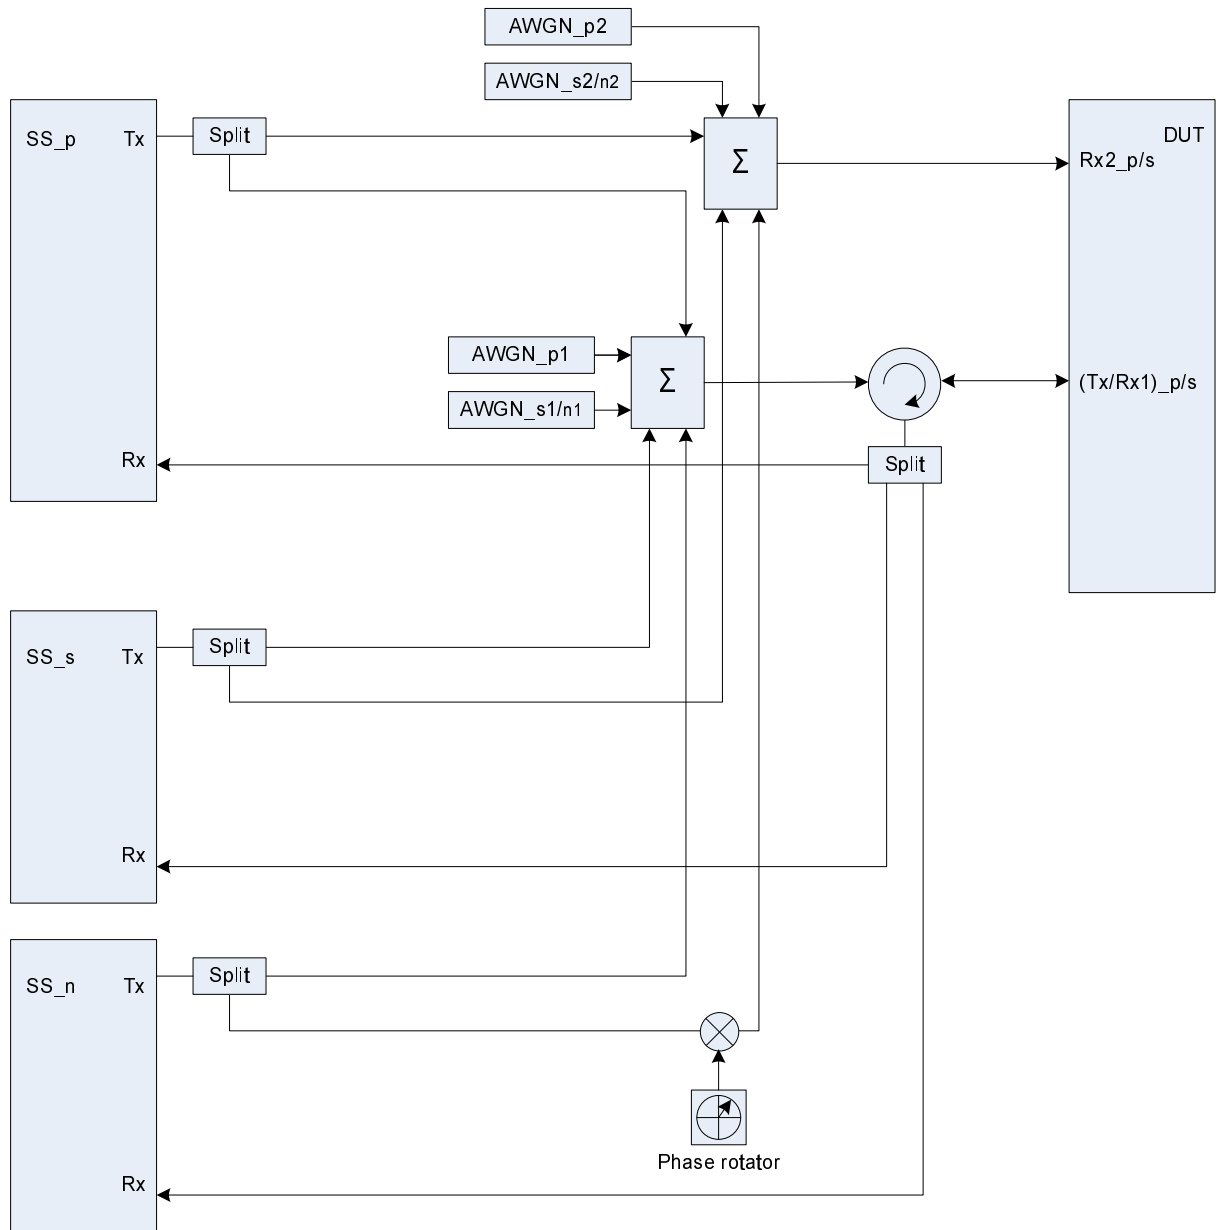 AWGN_p2
AWGN_s2/n2
SS_p
Tx
Split
Σ
DUT
Rx2_p/s
AWGN_p1
AWGN_s1/n1
Σ
(Tx/Rx1)_p/s
Rx
Split
SS_s
Tx
Split
Rx
SS_n
Tx
Split
Phase rotator
Rx